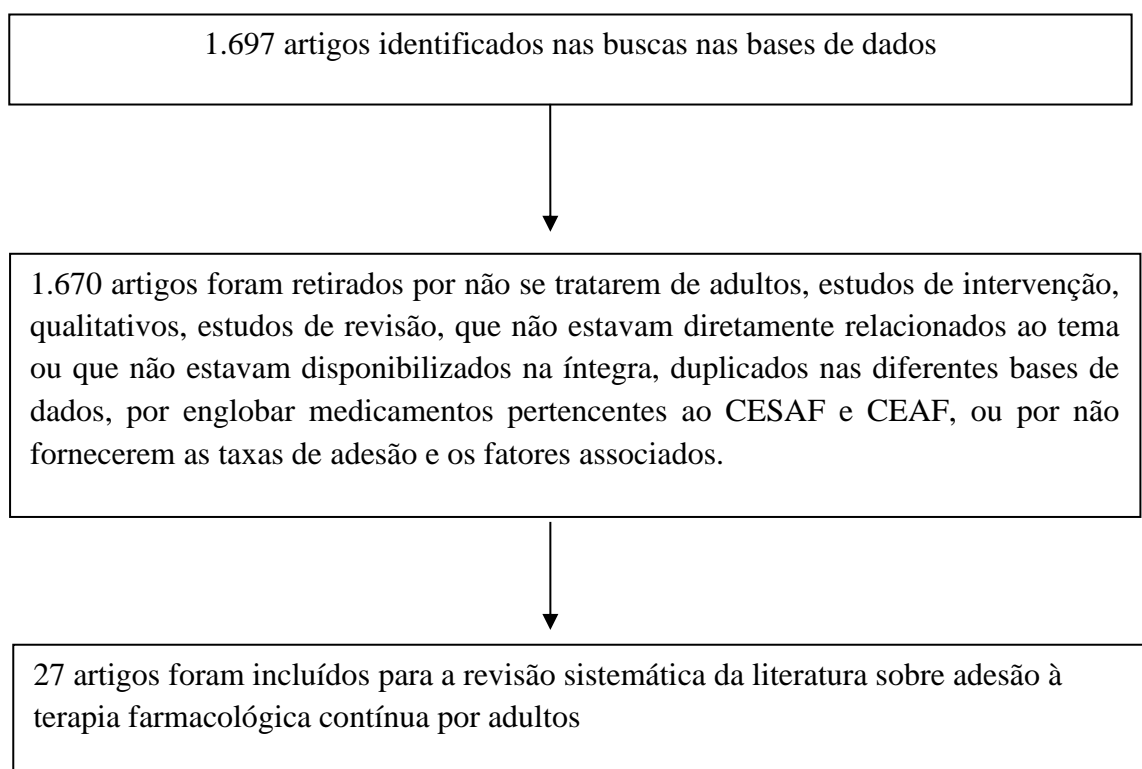 1.697 artigos identificados nas buscas nas bases de dados
1.670 artigos foram retirados por não se tratarem de adultos, estudos de intervenção,
qualitativos, estudos de revisão, que não estavam diretamente relacionados ao tema
ou que não estavam disponibilizados na íntegra, duplicados nas diferentes bases de
dados, por englobar medicamentos pertencentes ao CESAF e CEAF, ou por não
fornecerem as taxas de adesão e os fatores associados.
27 artigos foram incluídos para a revisão sistemática da literatura sobre adesão à
terapia farmacológica contínua por adultos